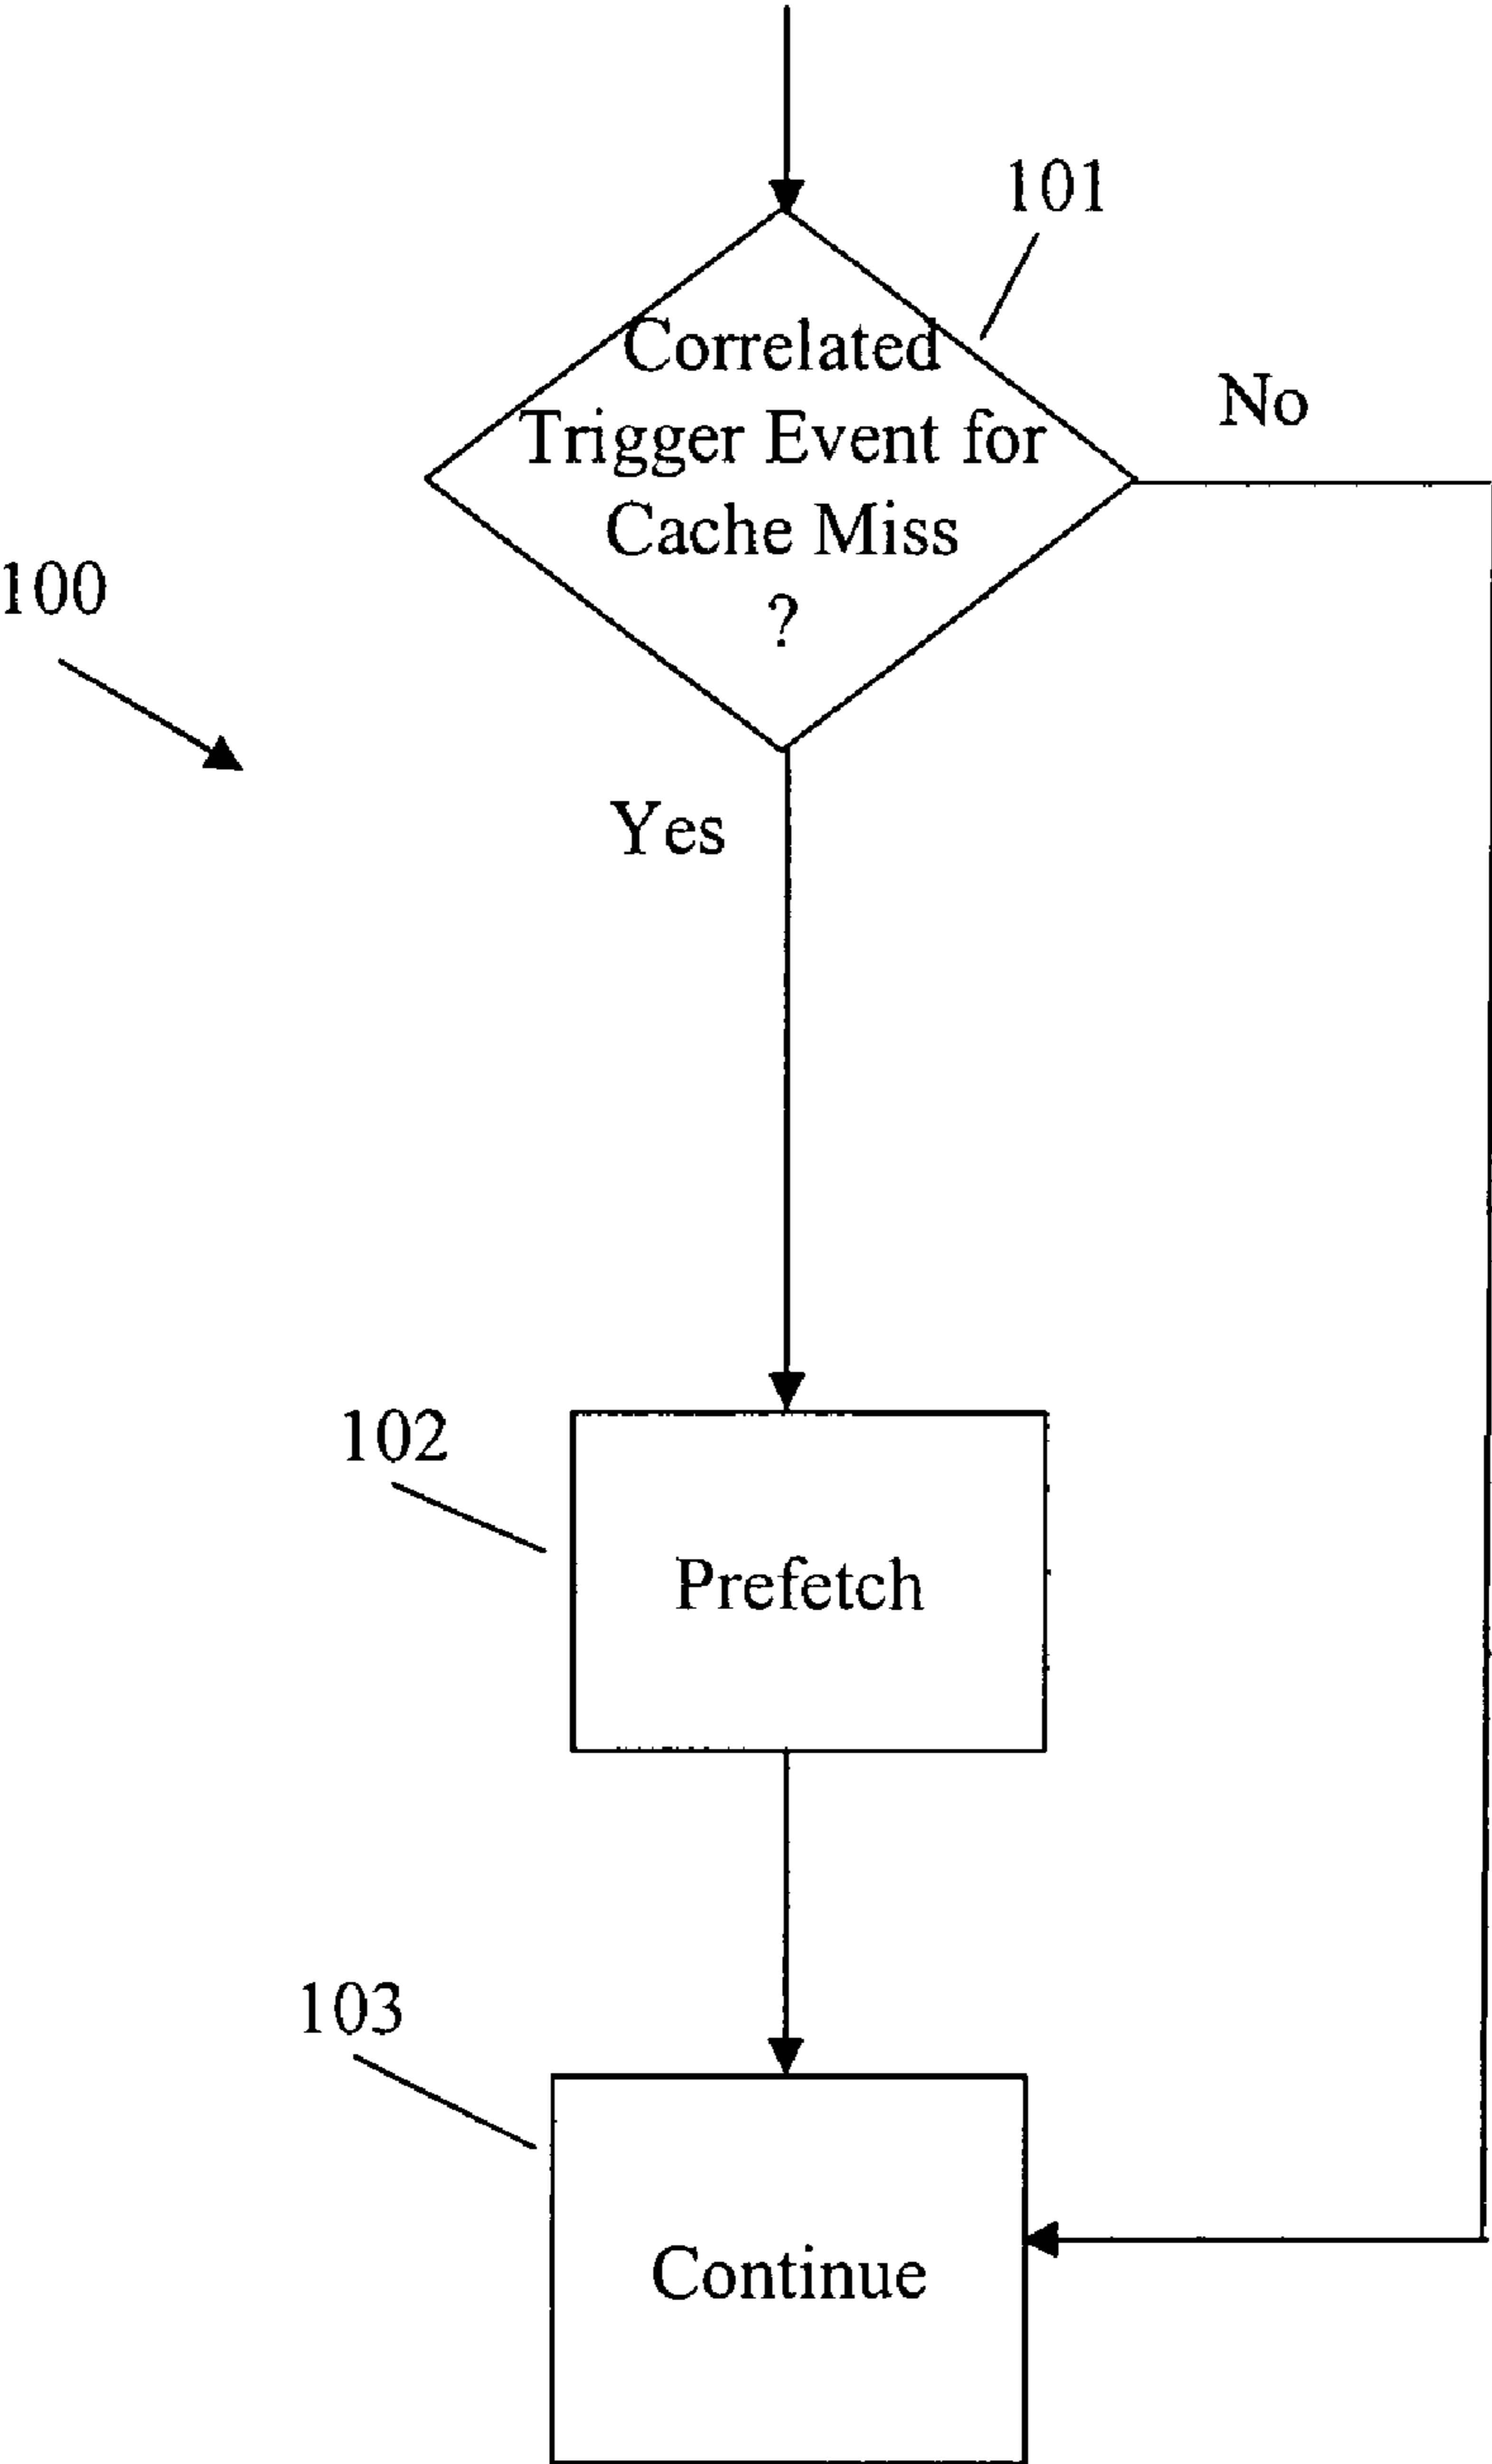 101
Correlated
Trigger Event for
Cache Miss
?
No
100
Yes
102
Prefetch
103
Continue